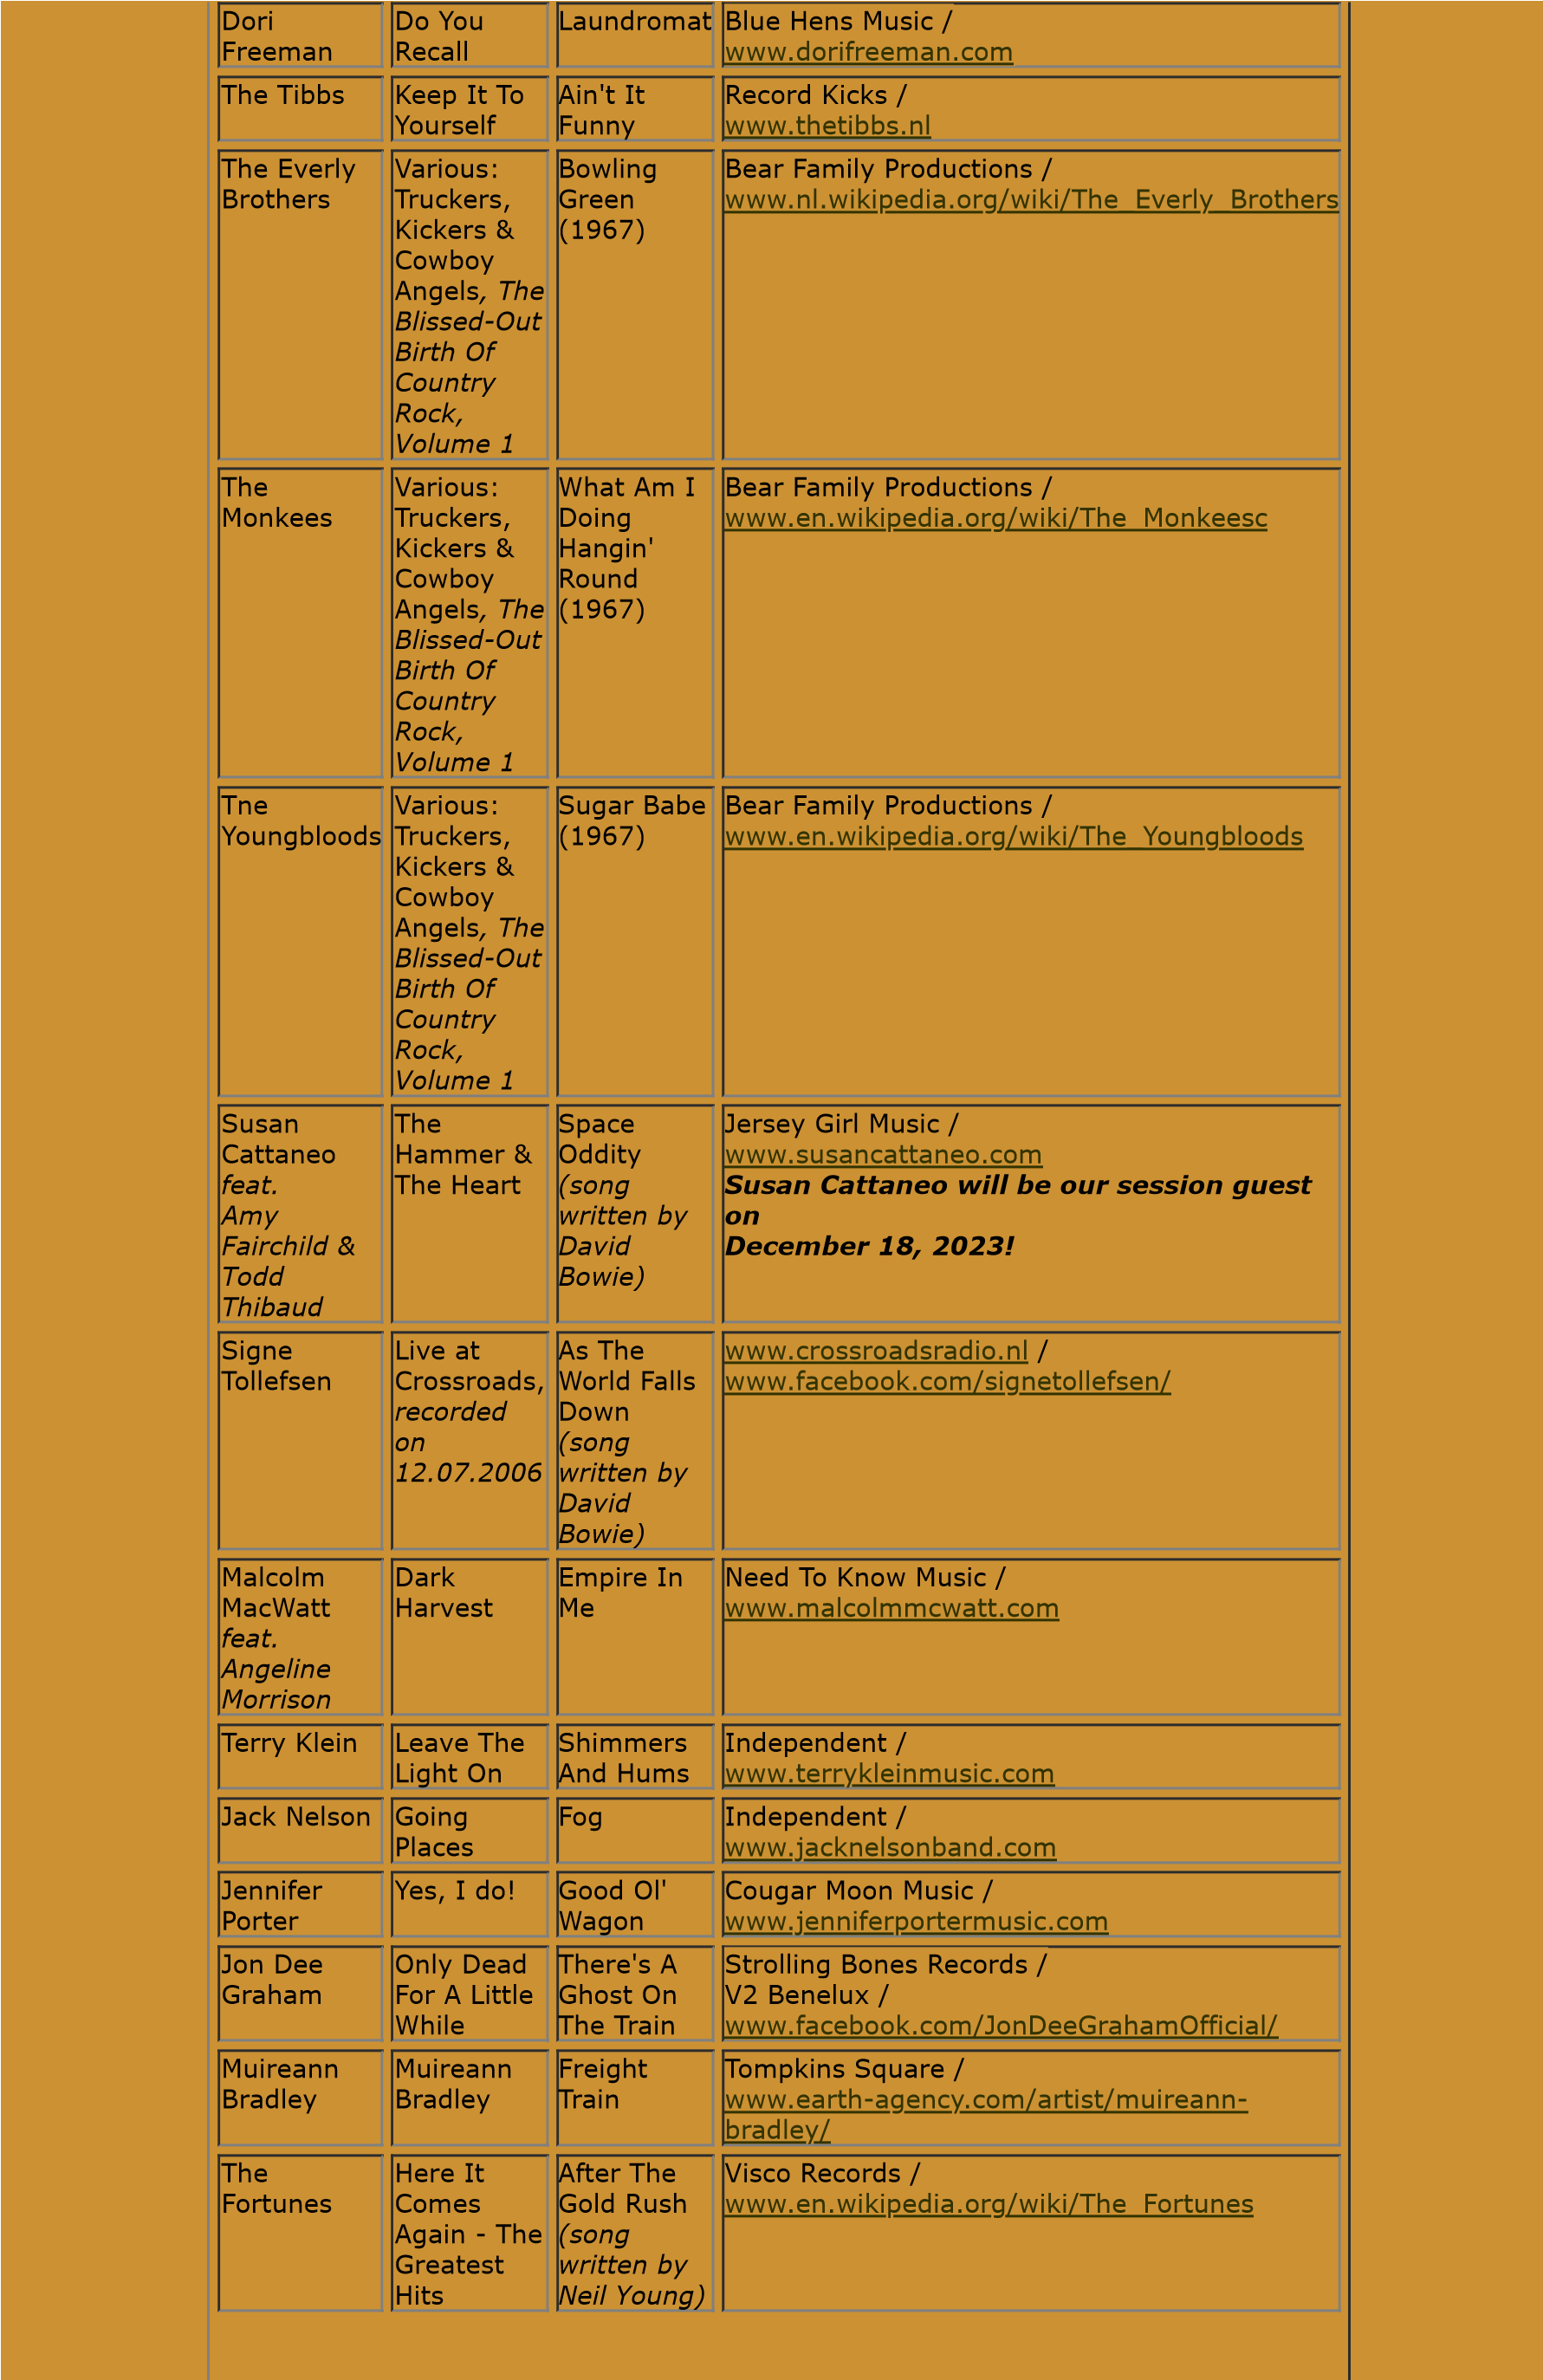 Dori
Freeman
Do You
Recall
Laundromat
Blue Hens Music /
www.dorifreeman.com
The Tibbs
Keep It To
Yourself
Ain't It
Funny
Record Kicks /
www.thetibbs.nl
The Everly
Brothers
Various:
Truckers,
Kickers &
Cowboy
Angels, The
Blissed-Out
Birth Of
Country
Rock,
Volume 1
Bowling
Green
(1967)
Bear Family Productions /
www.nl.wikipedia.org/wiki/The_Everly_Brothers
The
Monkees
Various:
Truckers,
Kickers &
Cowboy
Angels, The
Blissed-Out
Birth Of
Country
Rock,
Volume 1
What Am I
Doing
Hangin'
Round
(1967)
Bear Family Productions /
www.en.wikipedia.org/wiki/The_Monkeesc
Tne
Youngbloods
Various:
Truckers,
Kickers &
Cowboy
Angels, The
Blissed-Out
Birth Of
Country
Rock,
Volume 1
Sugar Babe
(1967)
Bear Family Productions /
www.en.wikipedia.org/wiki/The_Youngbloods
Susan
Cattaneo
feat.
Amy
Fairchild &
Todd
Thibaud
The
Hammer &
The Heart
Space
Oddity
(song
written by
David
Bowie)
Jersey Girl Music /
www.susancattaneo.com
Susan Cattaneo will be our session guest
on
December 18, 2023!
Signe
Tollefsen
Live at
Crossroads,
recorded
on
12.07.2006
As The
World Falls
Down
(song
written by
David
Bowie)
www.crossroadsradio.nl /
www.facebook.com/signetollefsen/
Malcolm
MacWatt
feat.
Angeline
Morrison
Dark
Harvest
Empire In
Me
Need To Know Music /
www.malcolmmcwatt.com
Terry Klein
Leave The
Light On
Shimmers
And Hums
Independent /
www.terrykleinmusic.com
Jack Nelson
Going
Places
Fog
Independent /
www.jacknelsonband.com
Jennifer
Porter
Yes, I do!
Good Ol'
Wagon
Cougar Moon Music /
www.jenniferportermusic.com
Jon Dee
Graham
Only Dead
For A Little
While
There's A
Ghost On
The Train
Strolling Bones Records /
V2 Benelux /
www.facebook.com/JonDeeGrahamOfficial/
Muireann
Bradley
Muireann
Bradley
Freight
Train
Tompkins Square /
www.earth-agency.com/artist/muireann-
bradley/
The
Fortunes
Here It
Comes
Again - The
Greatest
Hits
After The
Gold Rush
(song
written by
Neil Young)
Visco Records /
www.en.wikipedia.org/wiki/The_Fortunes